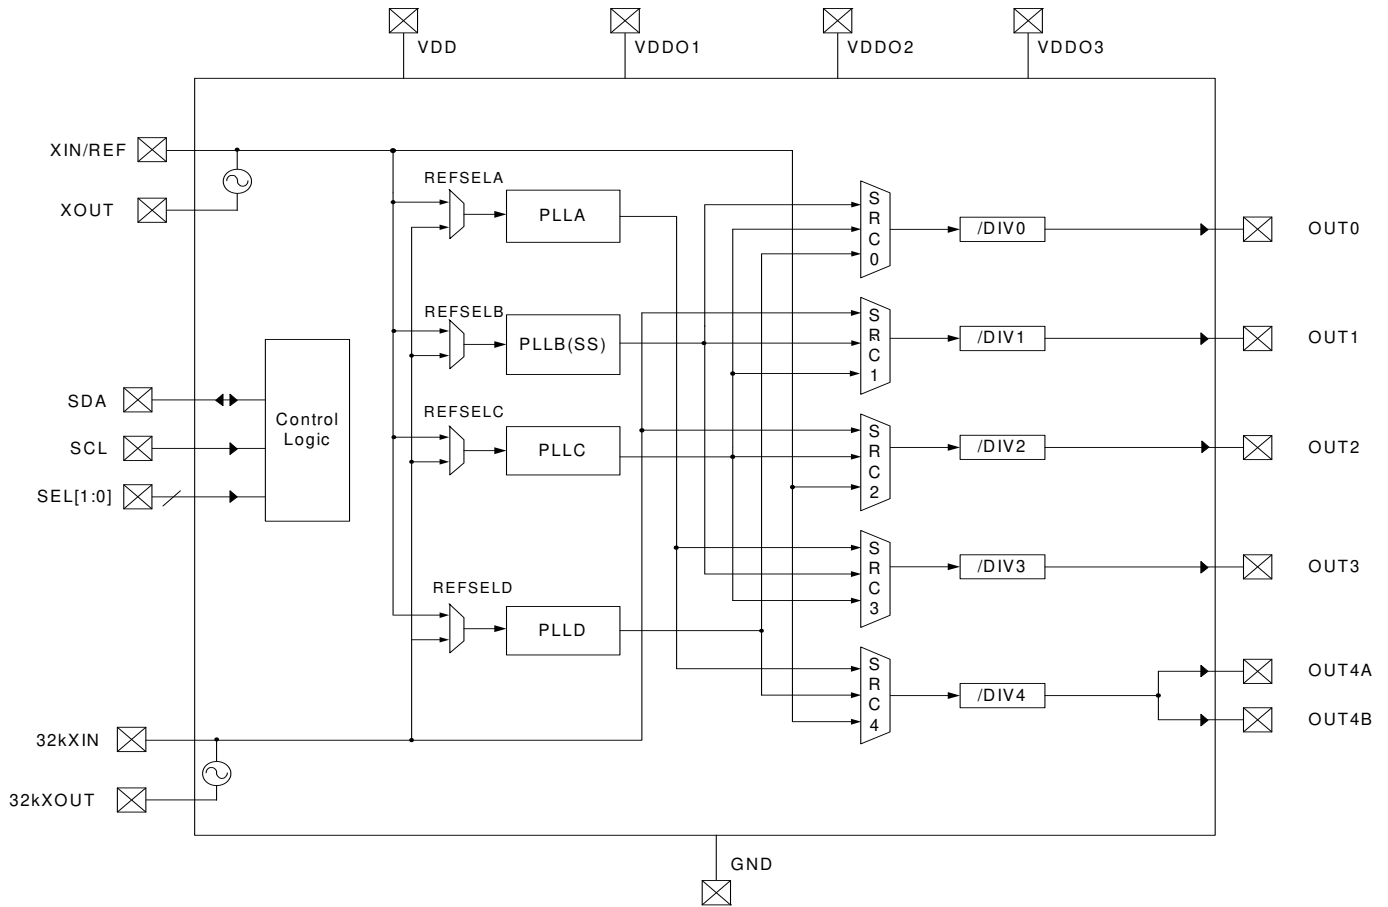 VDD
VDDO1
VDDO2
VDDO3
XIN/REF
XOUT
REFSELA
PLLA
SRC0
/DIV0
OUT0
REFSELB
PLLB(SS)
SRC1
/DIV1
OUT1
SDA
SCL
SEL[1:0]
Control
Logic
REFSELC
PLLC
SRC2
/DIV2
OUT2
SRC3
/DIV3
OUT3
REFSELD
PLLD
SRC4
/DIV4
OUT4A
OUT4B
32kXIN
32kXOUT
GND